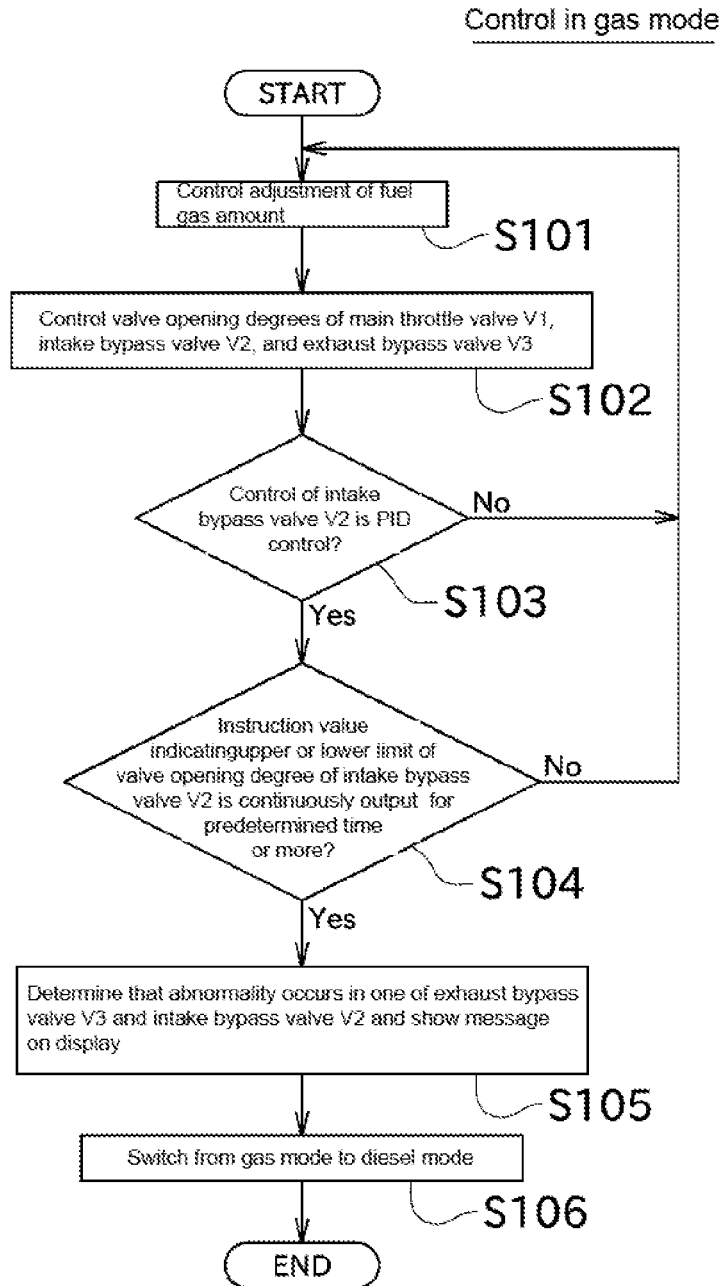 Control in gas mode
START
Control adjustment of fuel
gas amount
S101
Control valve opening degrees of main throttle valve V1,
intake bypass valve V2, and exhaust bypass valve V3
S102
Control of intake
bypass valve V2 is PID
control?
No
S103
Yes
Instruction value
indicatingupper or lower limit of
valve opening degree of intake bypass
valve V2 is continuously output for
predetermined time
or more?
No
S104
Yes
Determine that abnormality occurs in one of exhaust bypass
valve V3 and intake bypass valve V2 and show message
on display
S105
Switch from gas mode to diesel mode
S106
END